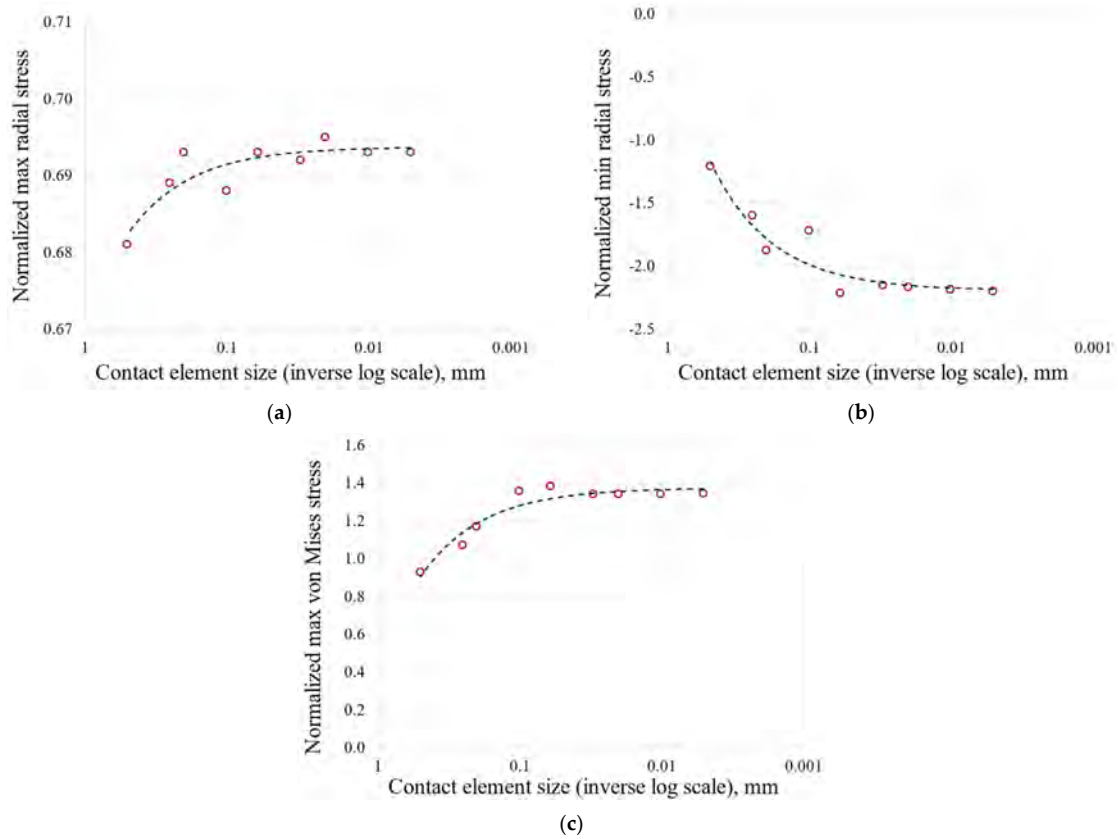 0.71
0.70
0.69
0.68
0.67
Normalized max radial stress
1 0.1 0.01 0.001
Contact element size (inverse log scale), mm
(a)
0.0
-0.5
-1.0
-1.5
-2.0
-2.5
Normalized min radial stress
1 0.1 0.01 0.001
Contact element size (inverse log scale), mm
(b)
1.6
1.4
1.2
1.0
0.8
0.6
0.4
0.2
0.0
Normalized max von Mises stress
1 0.1 0.01 0.001
Contact element size (inverse log scale), mm
(c)